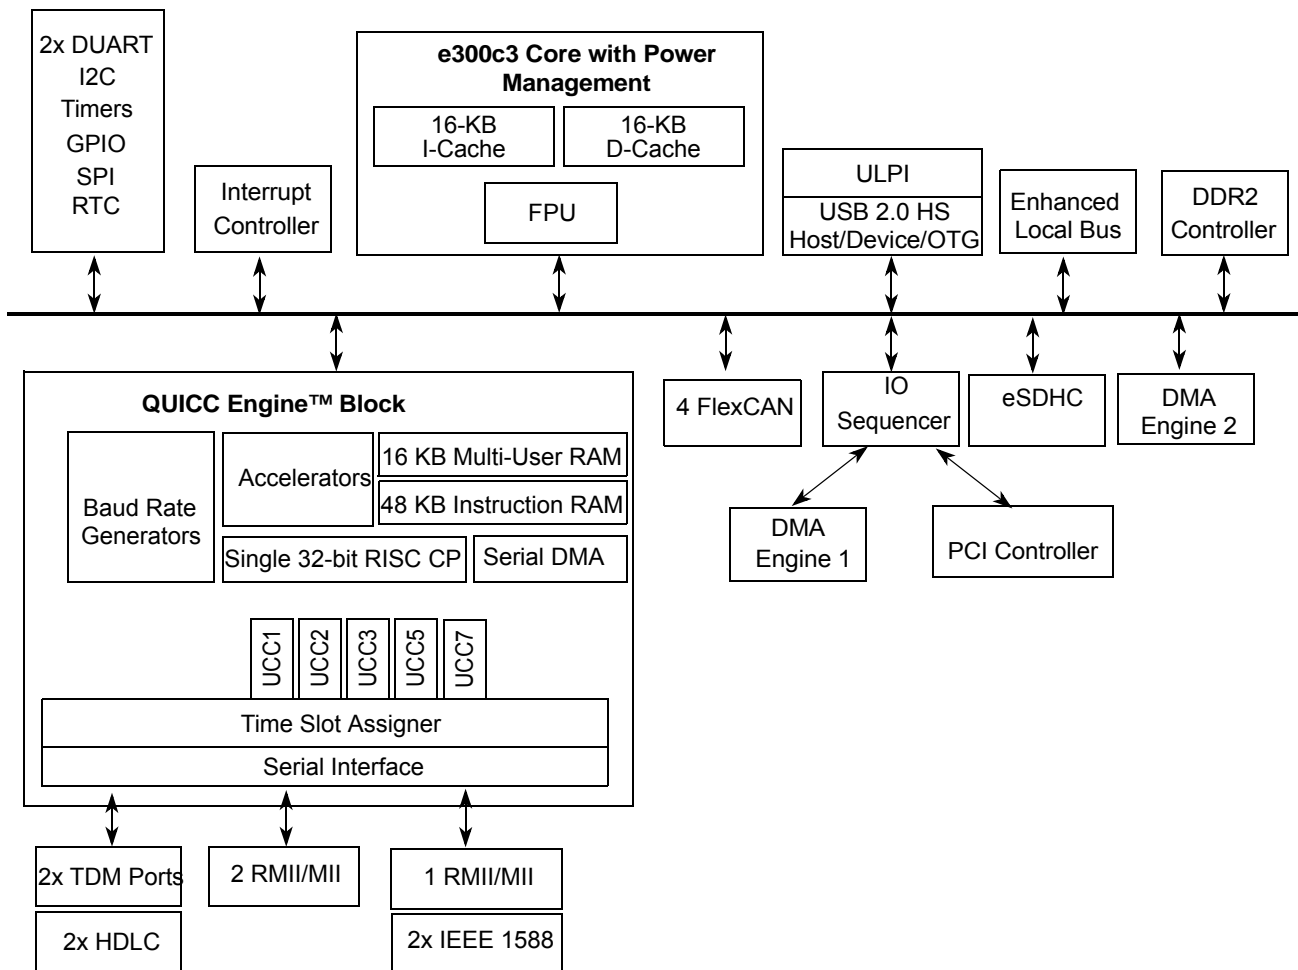 2x DUART
I2C
Timers
GPIO
SPI
RTC
Interrupt
Controller
e300c3 Core with Power
Management
16-KB
I-Cache
16-KB
D-Cache
FPU
ULPI
USB 2.0 HS
Host/Device/OTG
Enhanced
Local Bus
DDR2
Controller
QUICC Engine™ Block
Baud Rate
Generators
Accelerators
16 KB Multi-User RAM
48 KB Instruction RAM
Single 32-bit RISC CP
Serial DMA
UCC1
UCC2
UCC3
UCC5
UCC7
Time Slot Assigner
Serial Interface
4 FlexCAN
IO
Sequencer
eSDHC
DMA
Engine 2
DMA
Engine 1
PCI Controller
2x TDM Ports
2x HDLC
2 RMII/MII
1 RMII/MII
2x IEEE 1588